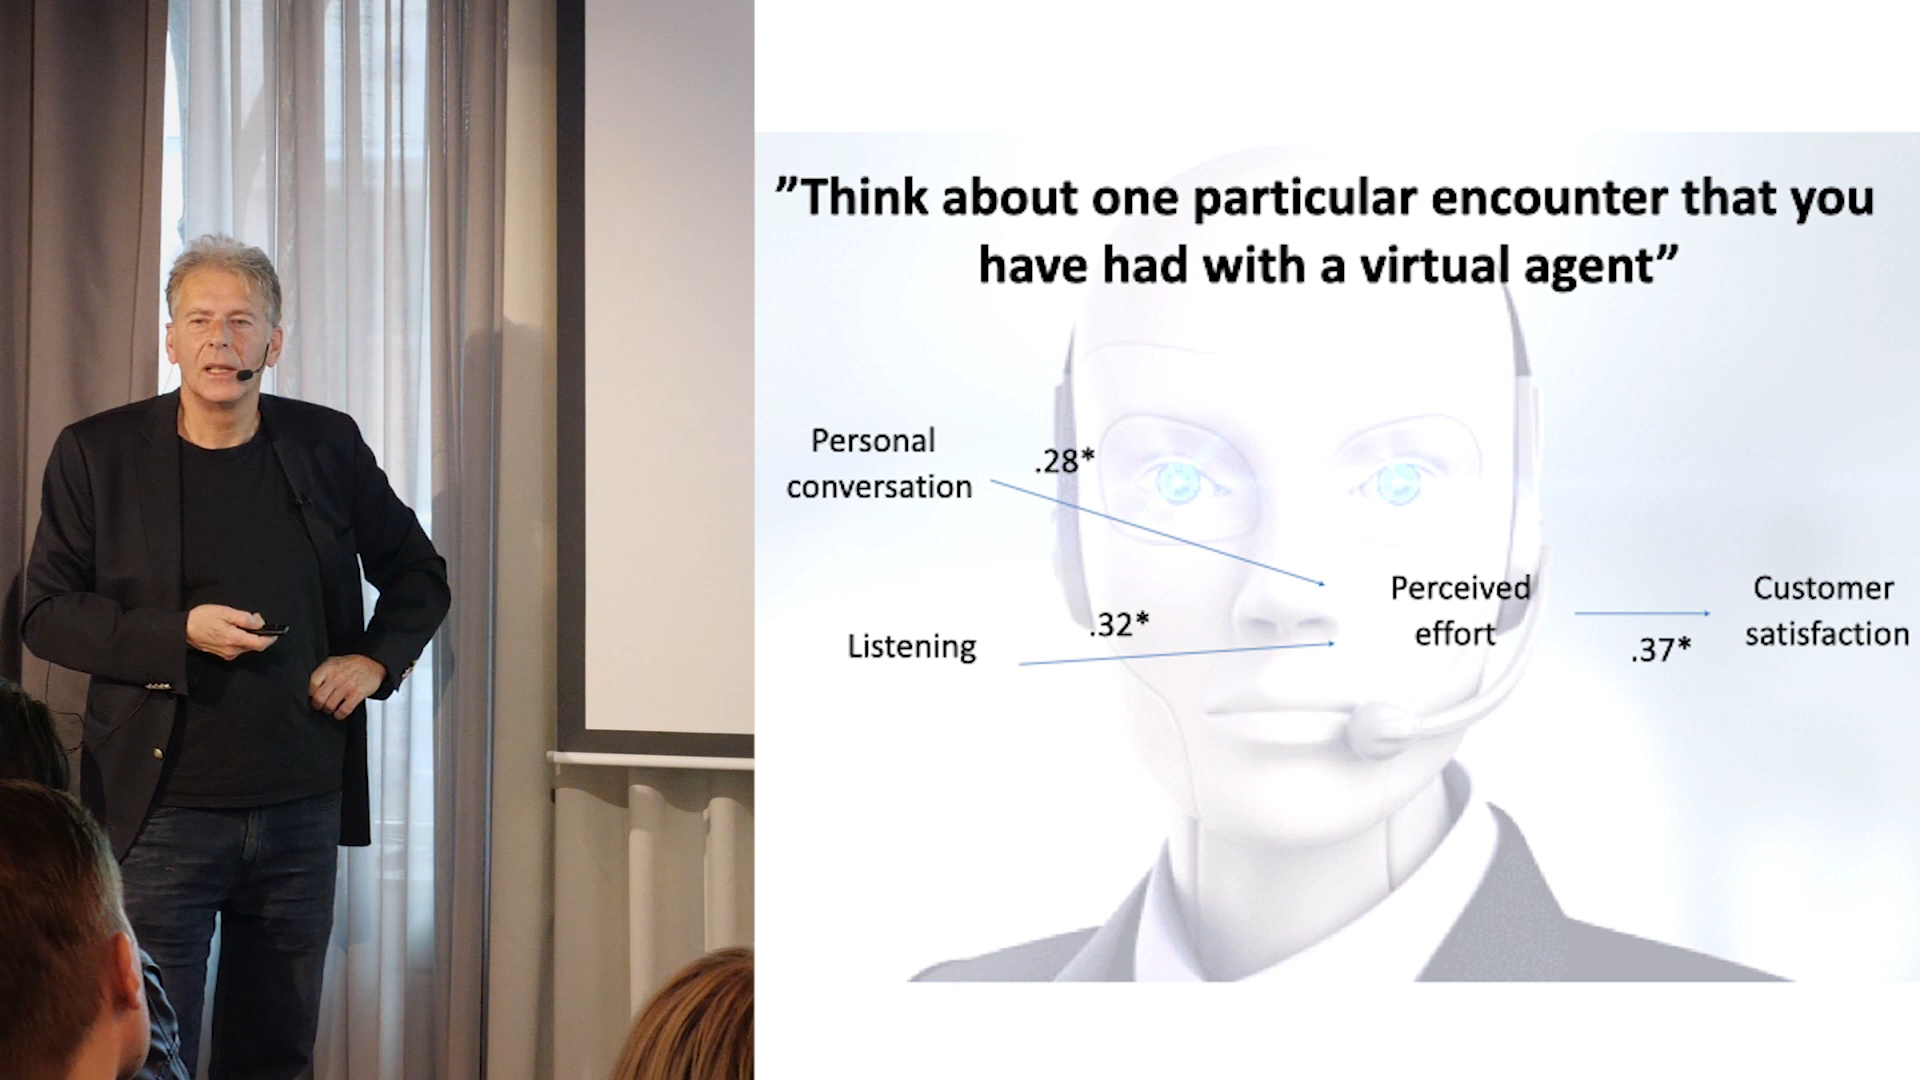 ”Think about one particular encounter that you
have had with a virtual agent”
Personal
conversation
.28*
Listening
.32*
Perceived
effort
.37*
Customer
satisfaction